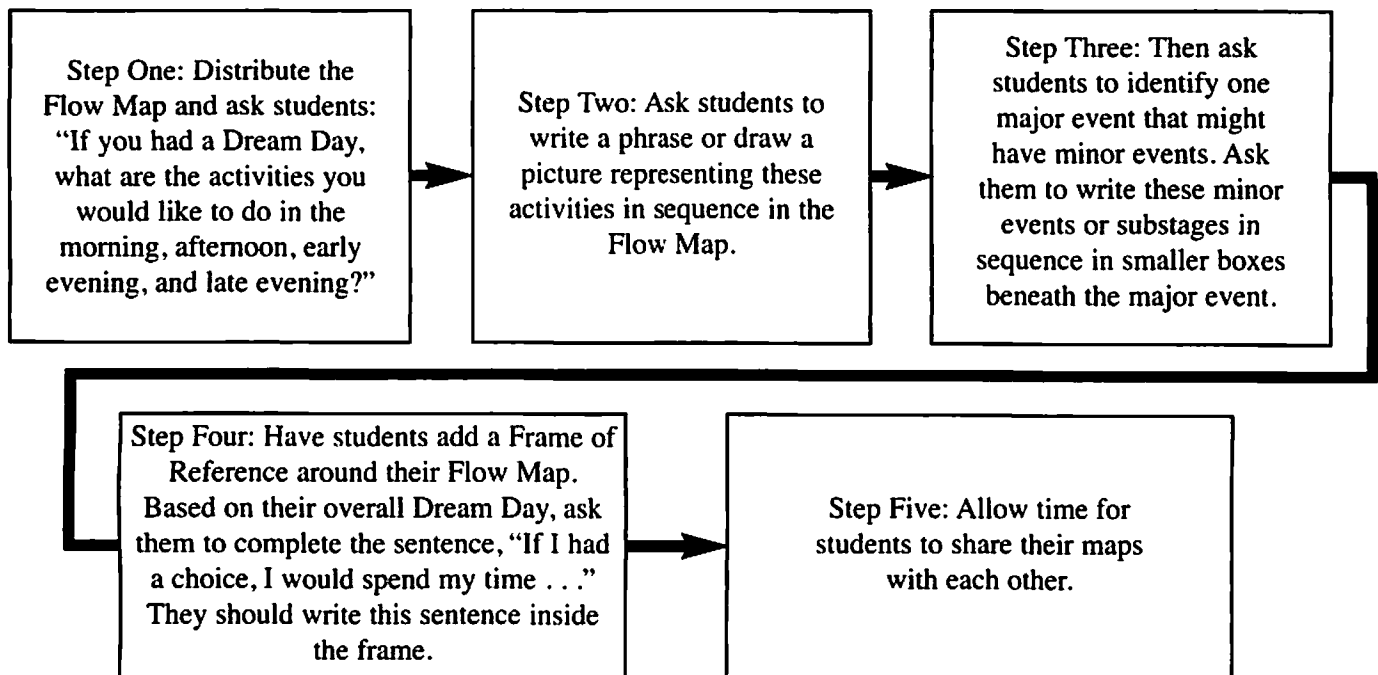 Step One: Distribute the
Flow Map and ask students:
“If you had a Dream Day,
what are the activities you
would like to do in the
morning, afternoon, early
evening, and late evening?”
Step Two: Ask students to
write a phrase or draw a
picture representing these
activities in sequence in the
Flow Map.
Step Three: Then ask
students to identify one
major event that might
have minor events. Ask
them to write these minor
events or substages in
sequence in smaller boxes
beneath the major event.
Step Four: Have students add a Frame of
Reference around their Flow Map.
Based on their overall Dream Day, ask
them to complete the sentence, “If I had
a choice, I would spend my time . . .”
They should write this sentence inside
the frame.
Step Five: Allow time for
students to share their maps
with each other.